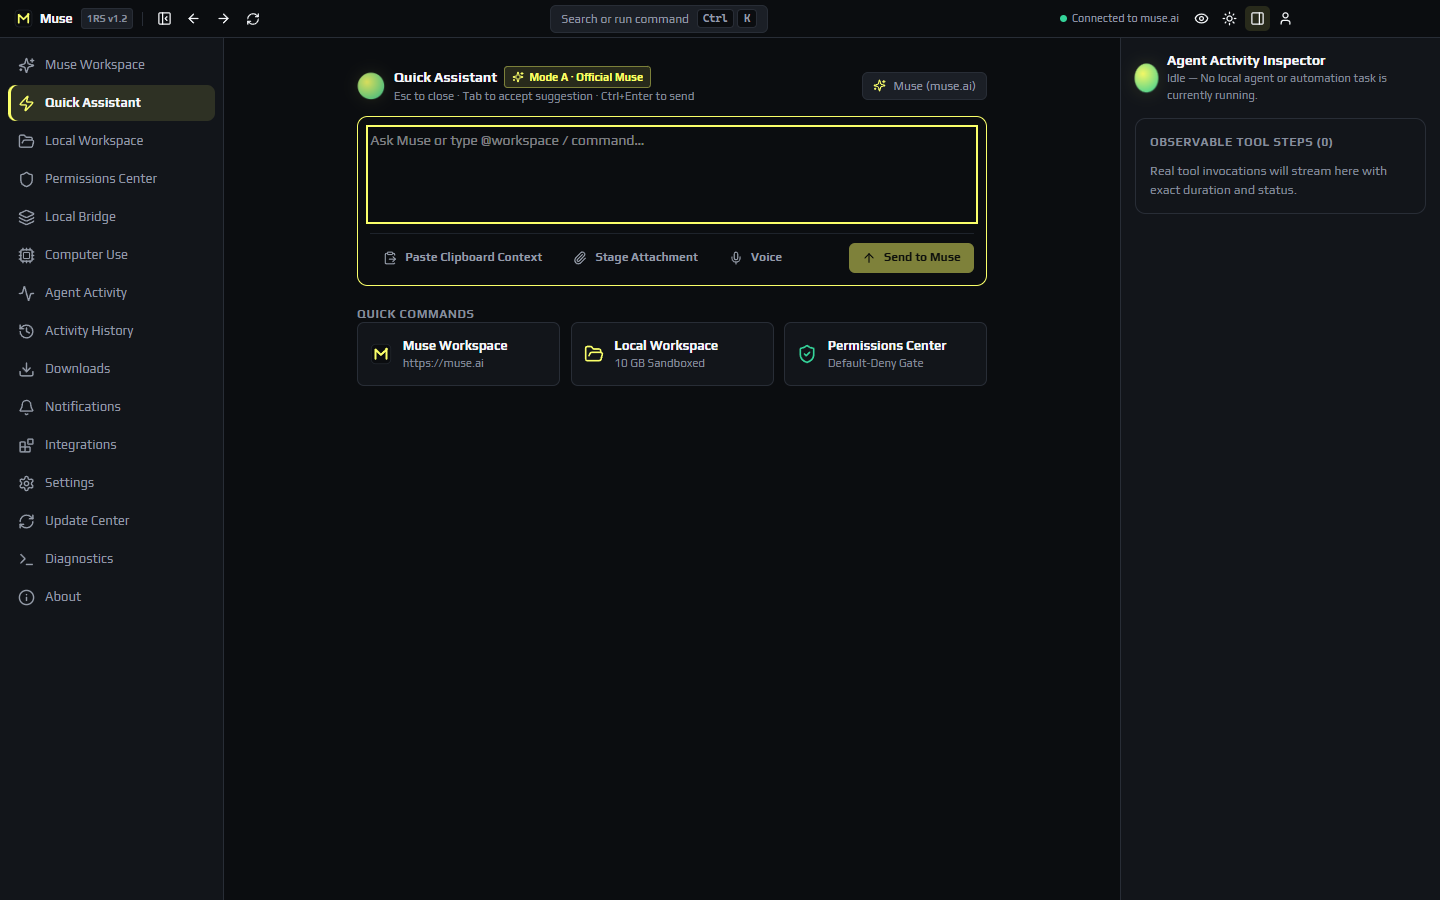 Muse 1RS v1.2
Search or run command Ctrl K
Connected to muse.ai
Muse Workspace
Quick Assistant
Local Workspace
Permissions Center
Local Bridge
Computer Use
Agent Activity
Activity History
Downloads
Notifications
Integrations
Settings
Update Center
Diagnostics
About
Quick Assistant Mode A · Official Muse
Esc to close · Tab to accept suggestion · Ctrl+Enter to send
Muse (muse.ai)
Ask Muse or type @workspace / command...
Paste Clipboard Context Stage Attachment Voice Send to Muse
QUICK COMMANDS
Muse Workspace
https://muse.ai
Local Workspace
10 GB Sandboxed
Permissions Center
Default-Deny Gate
Agent Activity Inspector
Idle — No local agent or automation task is
currently running.
OBSERVABLE TOOL STEPS (0)
Real tool invocations will stream here with
exact duration and status.